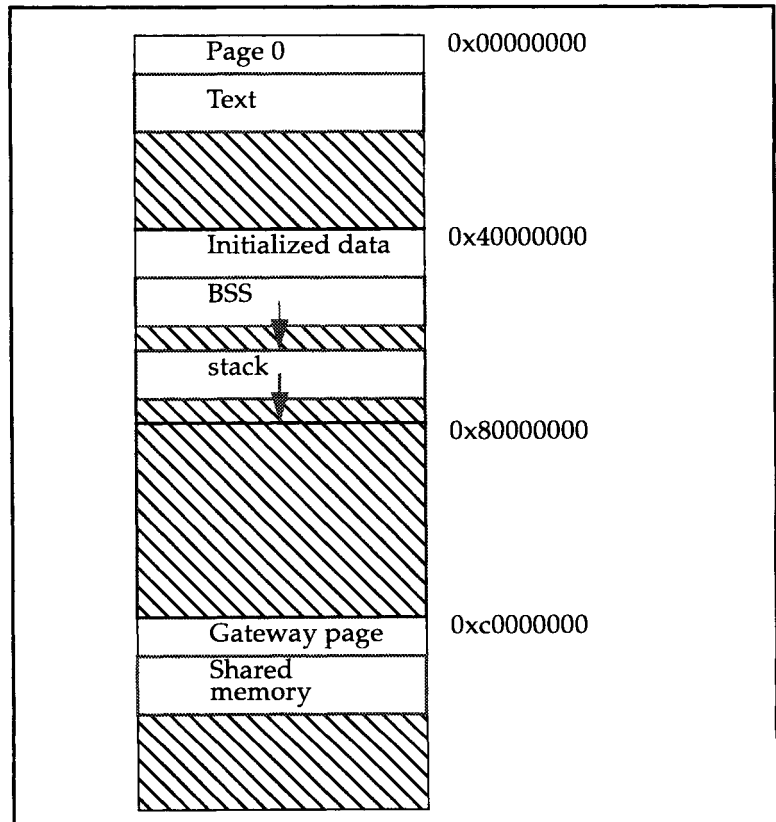 Page 0
0x00000000
Text
Initialized data
0x40000000
BSS
stack
0x80000000
Gateway page
0xc0000000
Shared
memory